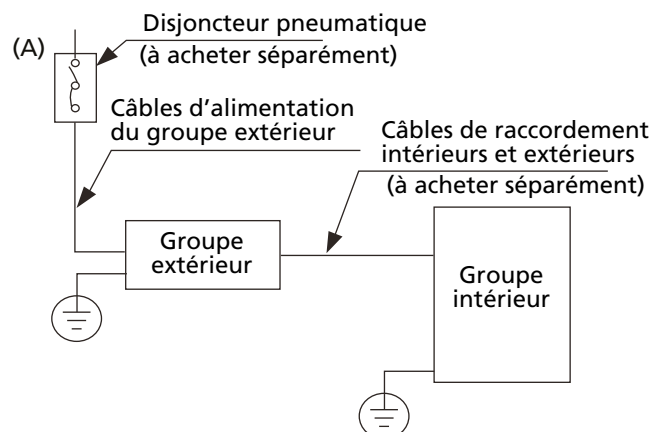 (A)
Disjoncteur pneumatique
(à acheter séparément)
Câbles d'alimentation
du groupe extérieur
Câbles de raccordement
intérieurs et extérieurs
(à acheter séparément)
Groupe
extérieur
Groupe
intérieur